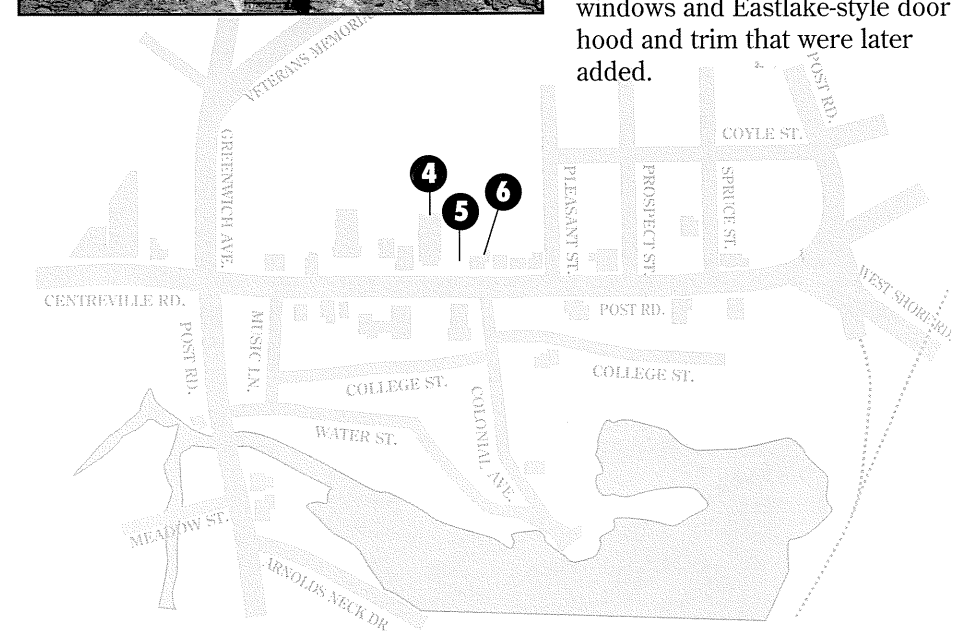 windows and Eastlake-style door
hood and trim that were later
added.
VETERANS MEMORIA
POST RD.
COYLE ST.
GREENWICH AVE.
4
5
6
PLEASANT ST.
PROSPECT ST.
SPRUCE ST.
CENTREVILLE RD.
POST RD.
WEST SHORE RD.
POST RD.
MUSIC LN.
COLLEGE ST.
COLLEGE ST.
COLONIAL AVE.
WATER ST.
MEADOW ST.
ARNOLDS NECK DR